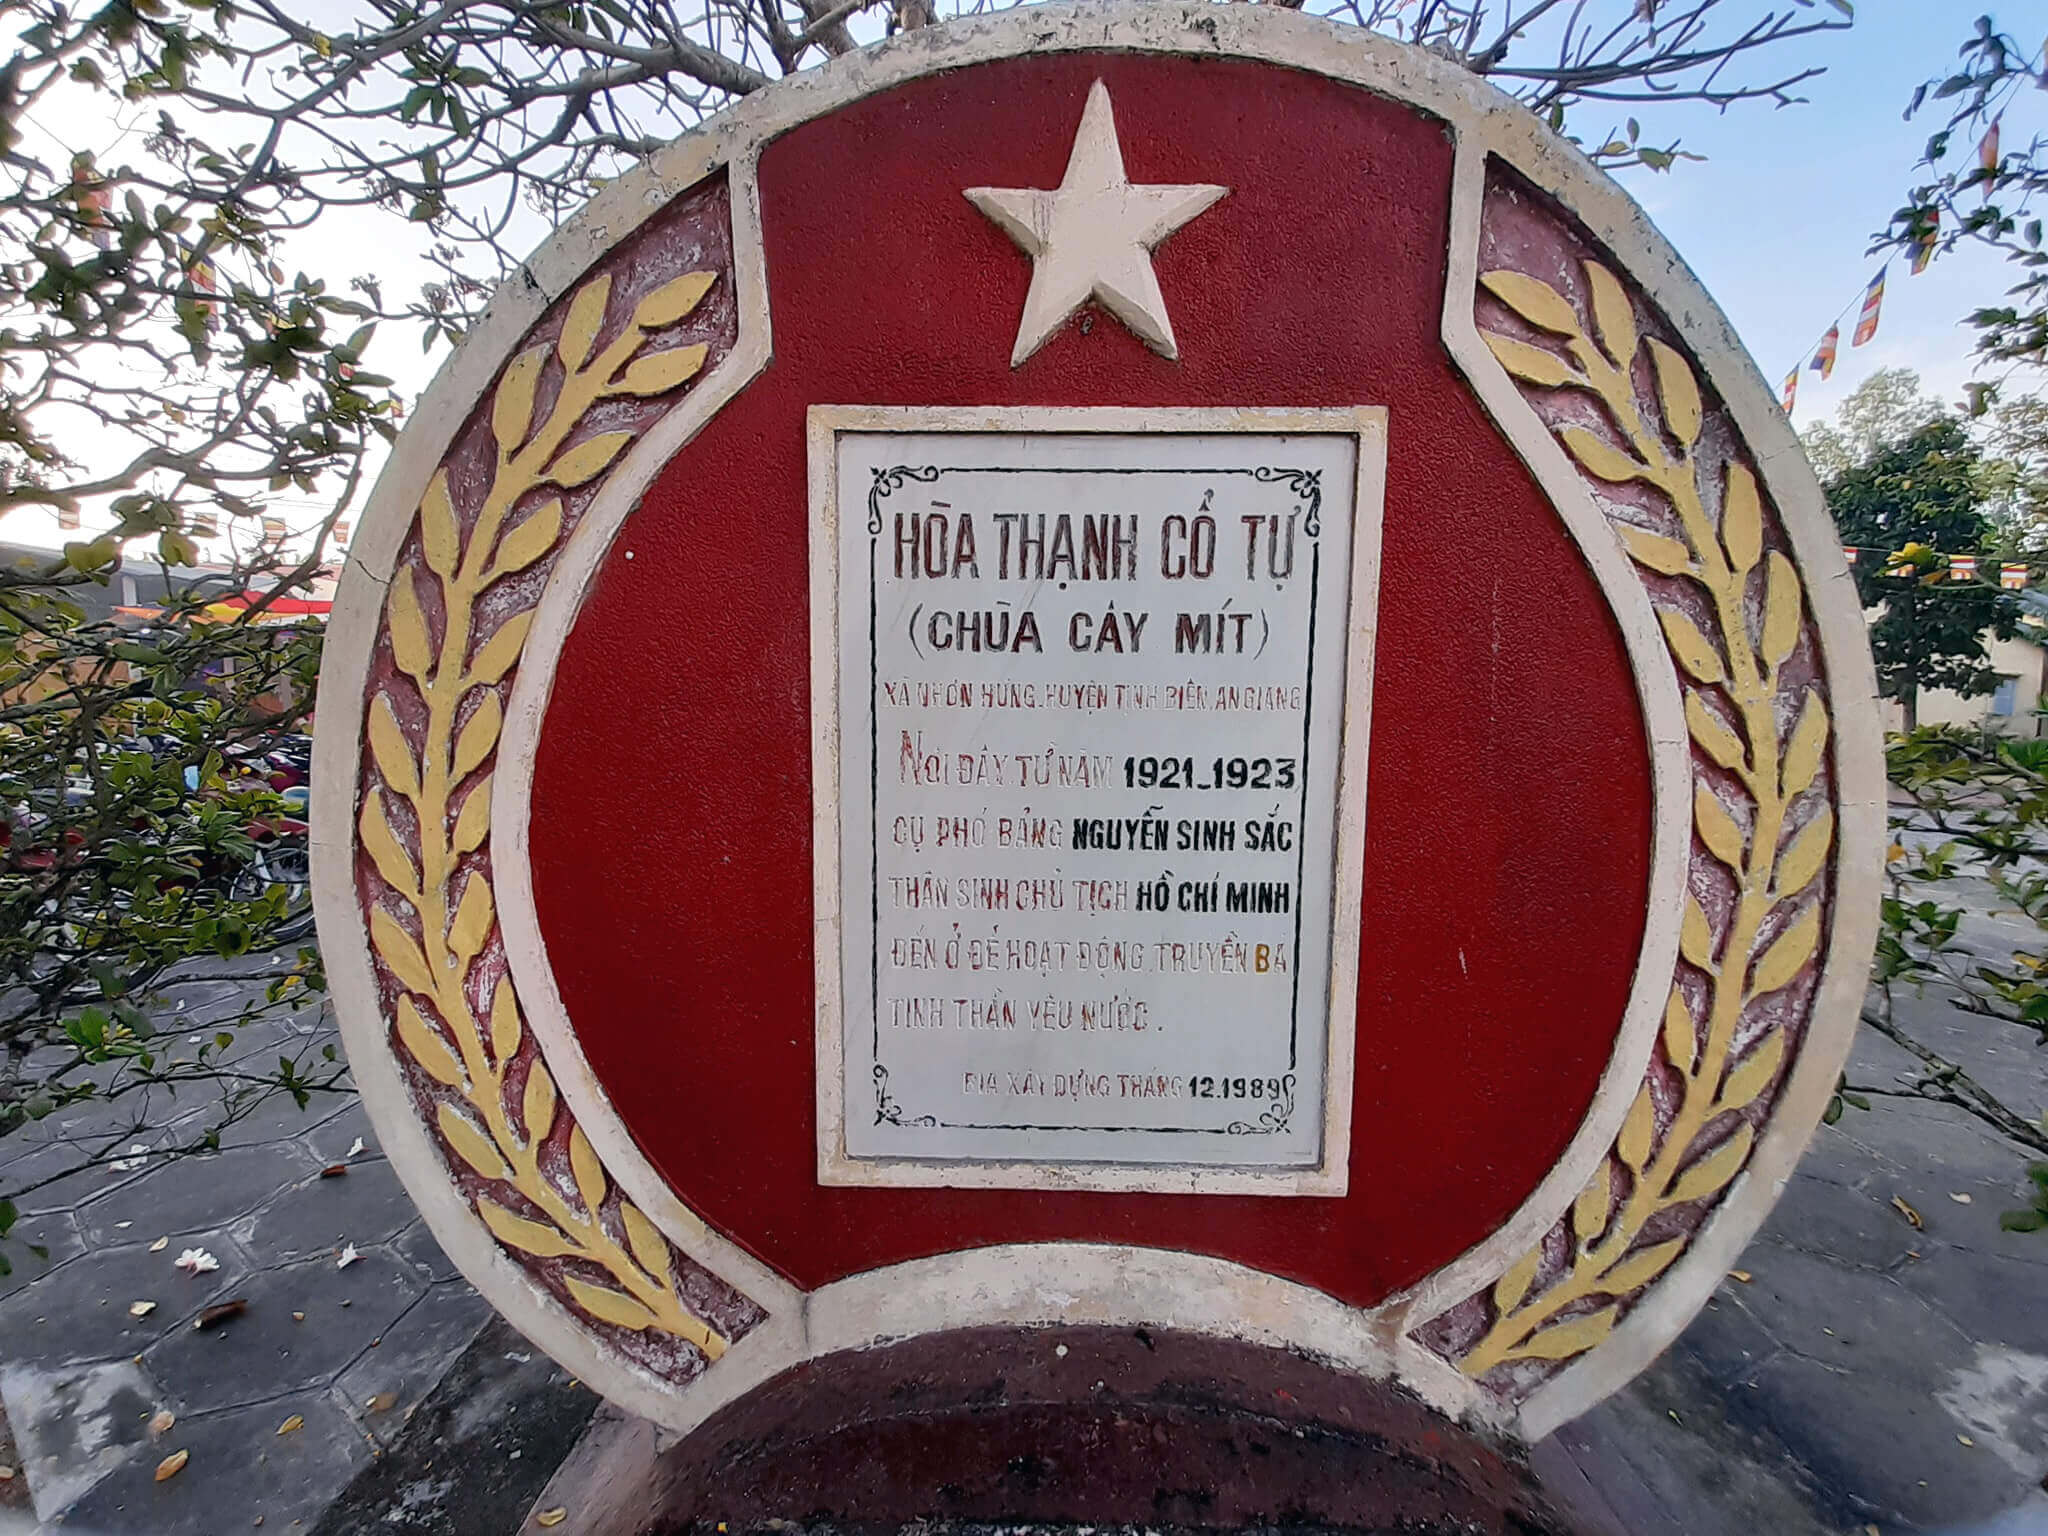 HÒA THẠNH CỔ TỰ
(CHÙA CÂY MÍT)
XÃ NHƠN HƯNG.HUYỆN TỊNH BIÊN.AN GIANG
NƠI ĐÂY.TỪ NĂM 1921_1923
CỤ PHÓ BẢNG NGUYỄN SINH SẮC
THÂN SINH CHỦ TỊCH HỒ CHÍ MINH
ĐẾN Ở ĐỂ HOẠT ĐỘNG.TRUYỀN BÁ
TINH THẦN YÊU NƯỚC.
BIA XÂY DỰNG THÁNG 12.1989